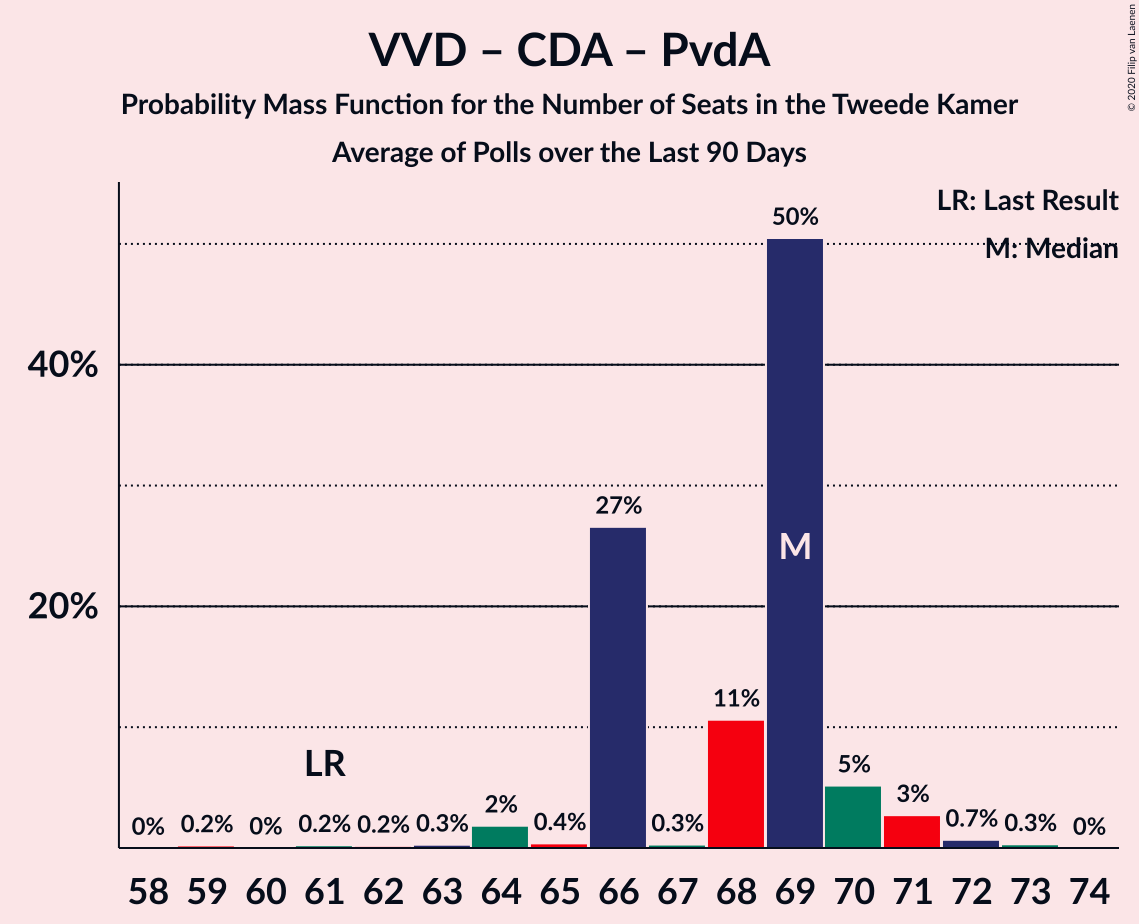 VVD – CDA – PvdA
Probability Mass Function for the Number of Seats in the Tweede Kamer
Average of Polls over the Last 90 Days
© 2020 Filip van Laenen
LR: Last Result
M: Median
40%
20%
0% 0.2% 0% 0.2% 0.2% 0.3% 2% 0.4% 27% 0.3% 11% 50% 5% 3% 0.7% 0.3% 0%
LR
M
58 59 60 61 62 63 64 65 66 67 68 69 70 71 72 73 74